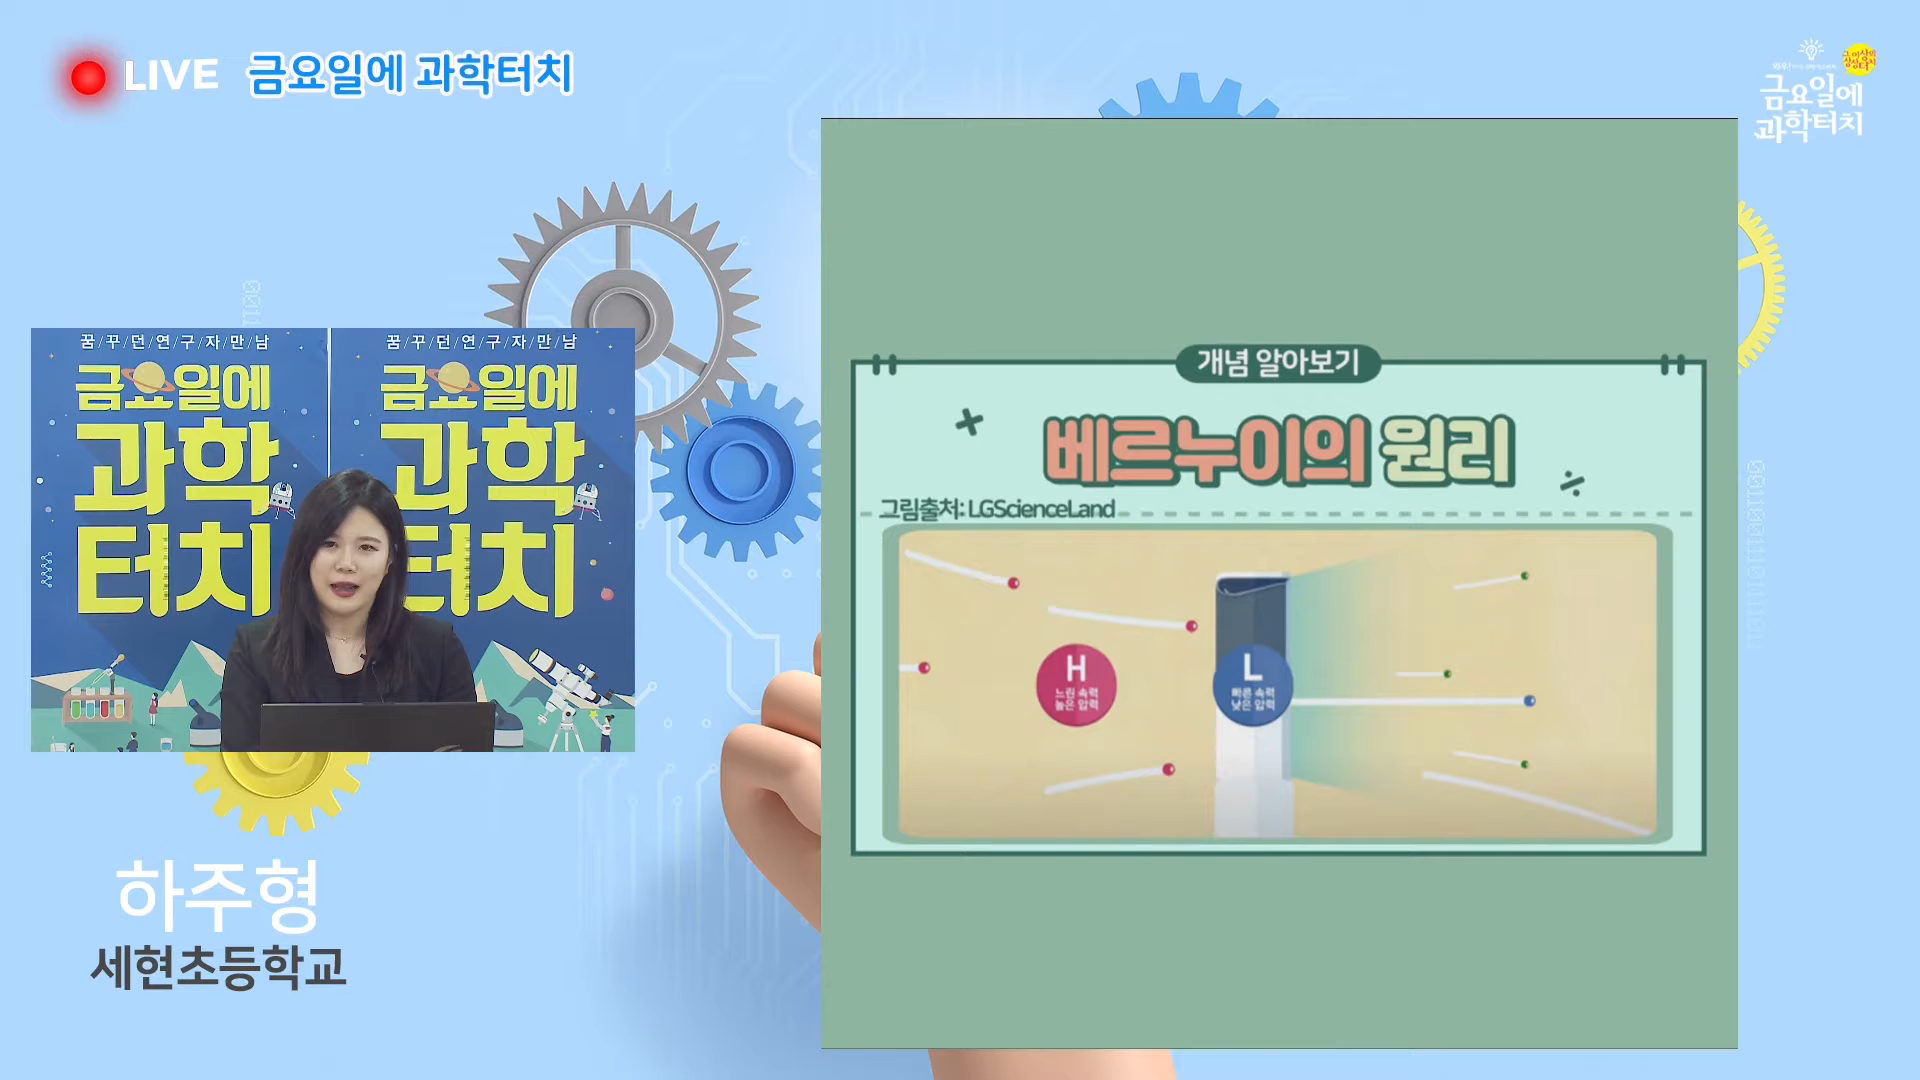 LIVE 금요일에 과학터치
금요일에
과학터치
꿈/꾸/던/연/구/자/만/남
금요일에
과학
터치
꿈/꾸/던/연/구/자/만/남
금요일에
과학
터치
하주형
세현초등학교
개념 알아보기
베르누이의 원리
그림출처: LGScienceLand
H
느린 속력
높은 압력
L
빠른 속력
낮은 압력